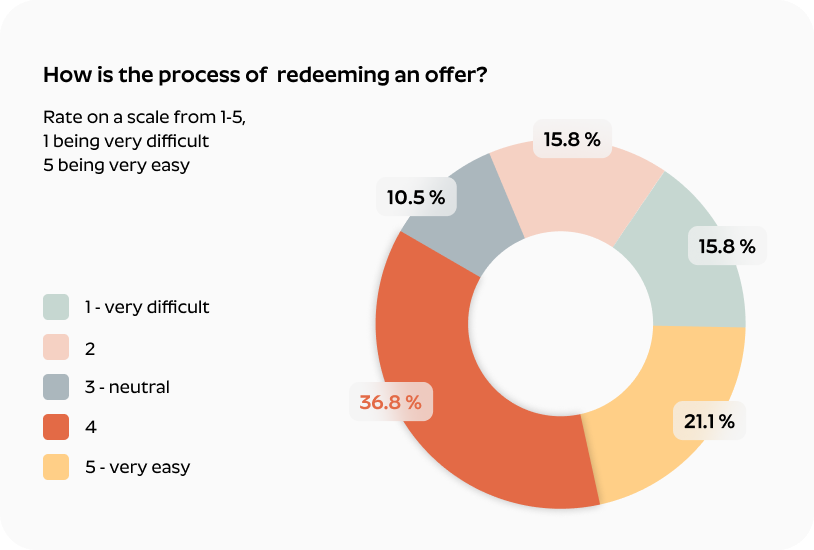 How is the process of  redeeming an offer?
Rate on a scale from 1-5,
1 being very difficult
5 being very easy
15.8 %
10.5 %
15.8 %
1 - very difficult
2
3 - neutral
4
5 - very easy
36.8 %
21.1 %